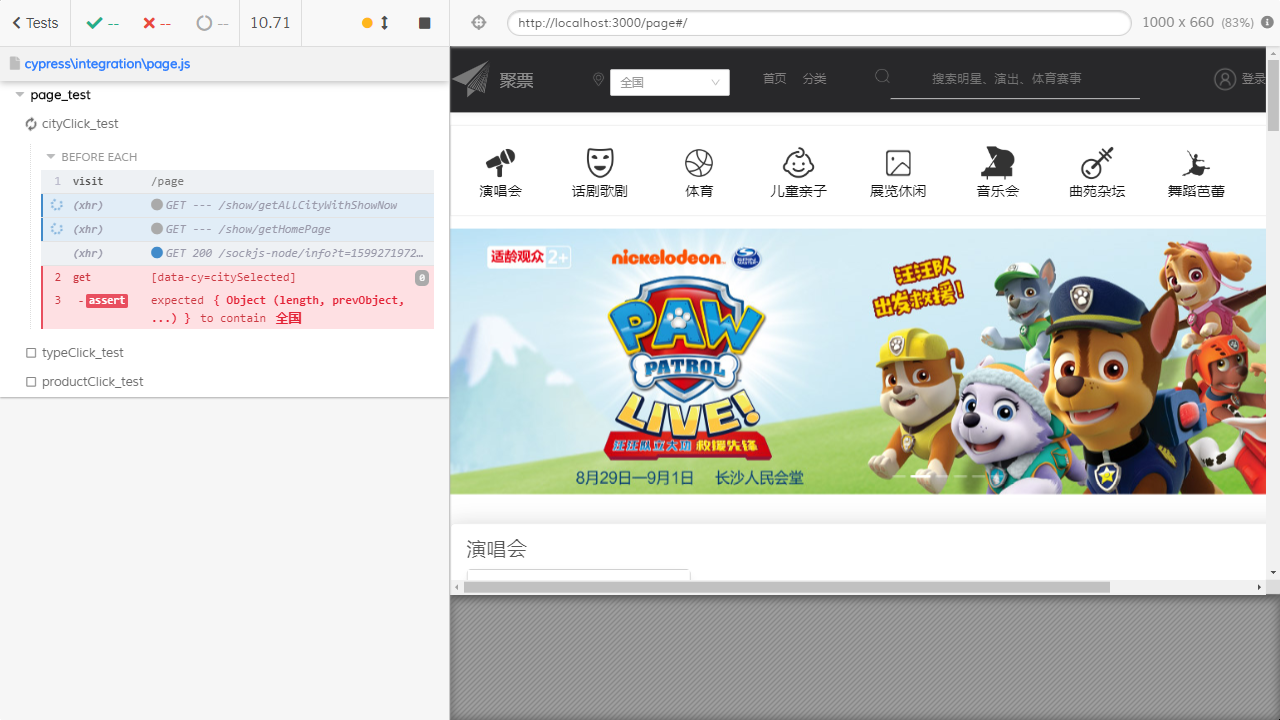 Tests
--
--
--
10.71
http://localhost:3000/page#/
1000 x 660 (83%)
cypress\integration\page.js
page_test
cityClick_test
BEFORE EACH
1 visit /page
(xhr) GET --- /show/getAllCityWithShowNow
(xhr) GET --- /show/getHomePage
(xhr) GET 200 /sockjs-node/info?t=1599271972...
2 get [data-cy=citySelected] 0
3 - assert expected { Object (length, prevObject, ...) } to contain 全国
typeClick_test
productClick_test
聚票
全国
首页 分类
搜索明星、演出、体育赛事
登录
演唱会 话剧歌剧 体育 儿童亲子 展览休闲 音乐会 曲苑杂坛 舞蹈芭蕾
适龄观众 2+
nickelodeon
汪汪队
出发救援!
PAW
PATROL
LIVE!
汪汪队立大功 救援先锋
8月29日—9月1日 长沙人民会堂
演唱会